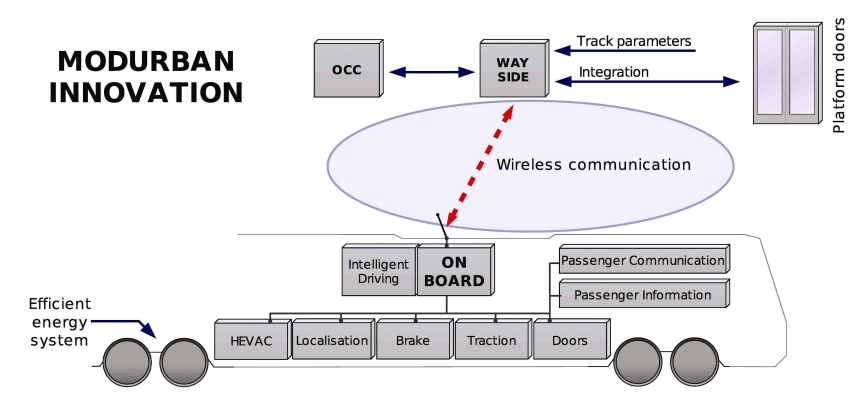 MODURBAN
INNOVATION
OCC
WAY
SIDE
Track parameters
Integration
Platform doors
Wireless communication
Intelligent
Driving
ON
BOARD
Passenger Communication
Passenger Information
Efficient
energy
system
HEVAC
Localisation
Brake
Traction
Doors